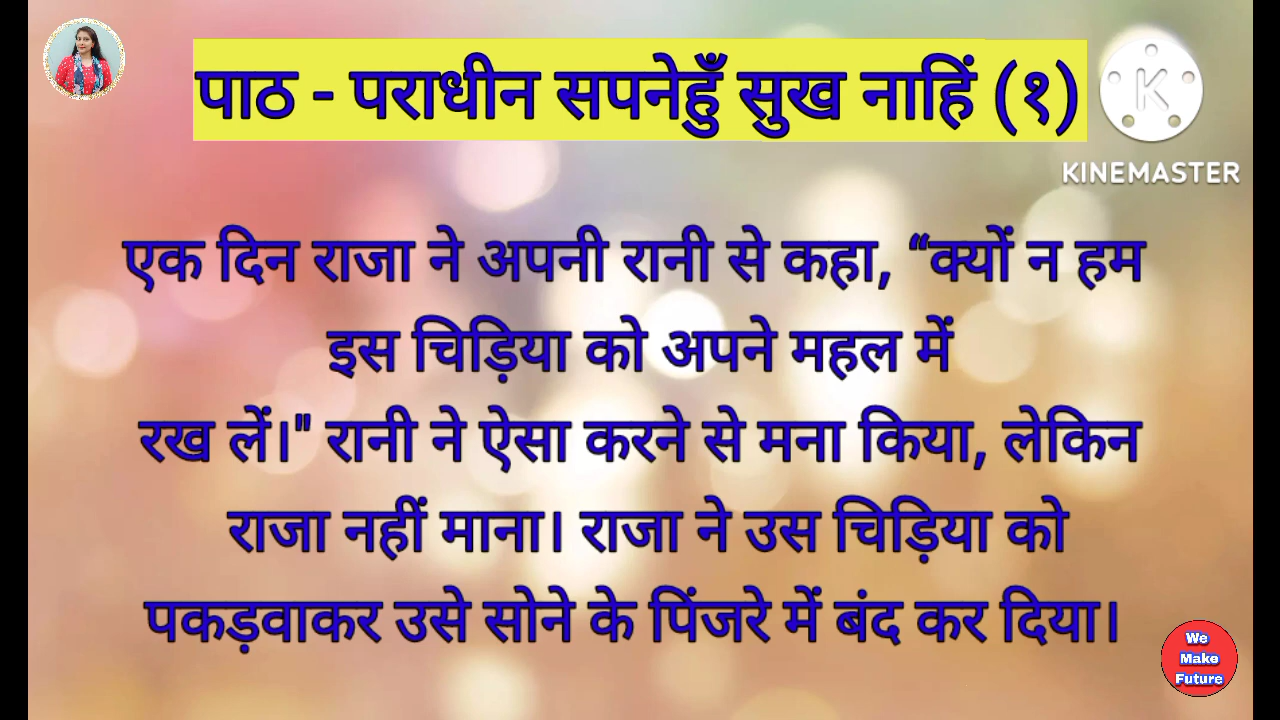 पाठ - पराधीन सपनेहुँ सुख नाहिं (१)
KINEMASTER
एक दिन राजा ने अपनी रानी से कहा, “क्यों न हम
इस चिड़िया को अपने महल में
रख लें।" रानी ने ऐसा करने से मना किया, लेकिन
राजा नहीं माना। राजा ने उस चिड़िया को
पकड़वाकर उसे सोने के पिंजरे में बंद कर दिया।
We
Make
Future